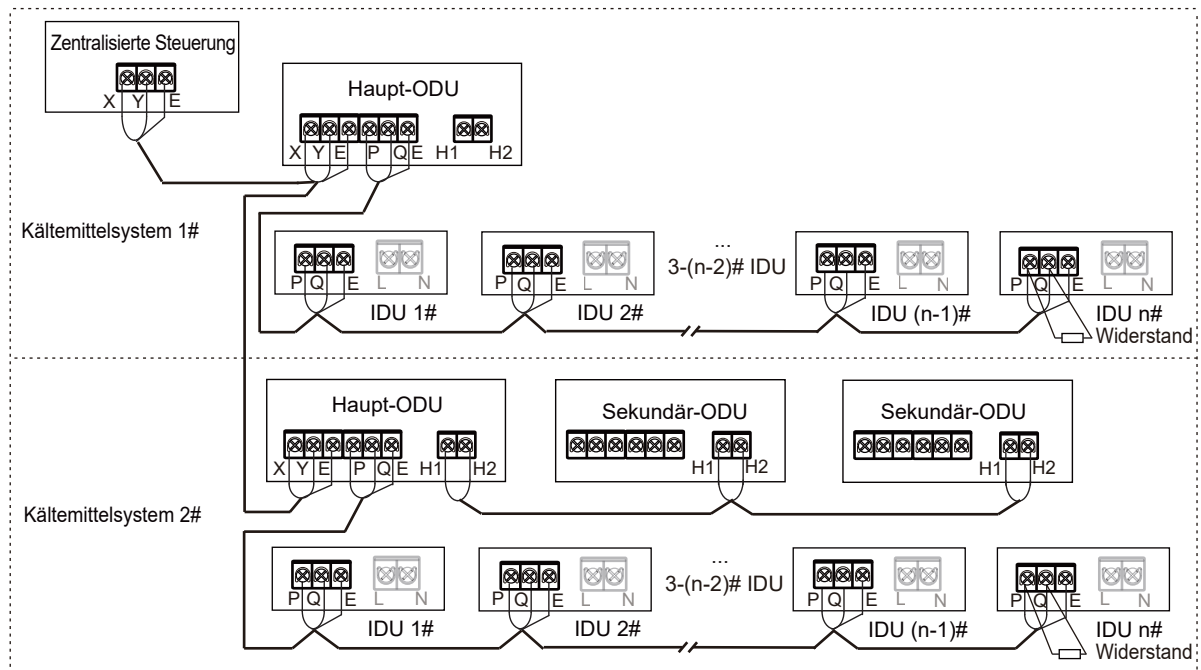 Zentralisierte Steuerung
X Y E
Haupt-ODU
X Y E P Q E H1 H2
Kältemittelsystem 1#
...
3-(n-2)# IDU
P Q E L N
P Q E L N
P Q E L N
P Q E L N
IDU 1#
IDU 2#
IDU (n-1)#
IDU n#
Widerstand
Haupt-ODU
Sekundär-ODU
Sekundär-ODU
X Y E P Q E H1 H2
H1 H2
H1 H2
Kältemittelsystem 2#
...
3-(n-2)# IDU
P Q E L N
P Q E L N
P Q E L N
P Q E L N
IDU 1#
IDU 2#
IDU (n-1)#
IDU n#
Widerstand